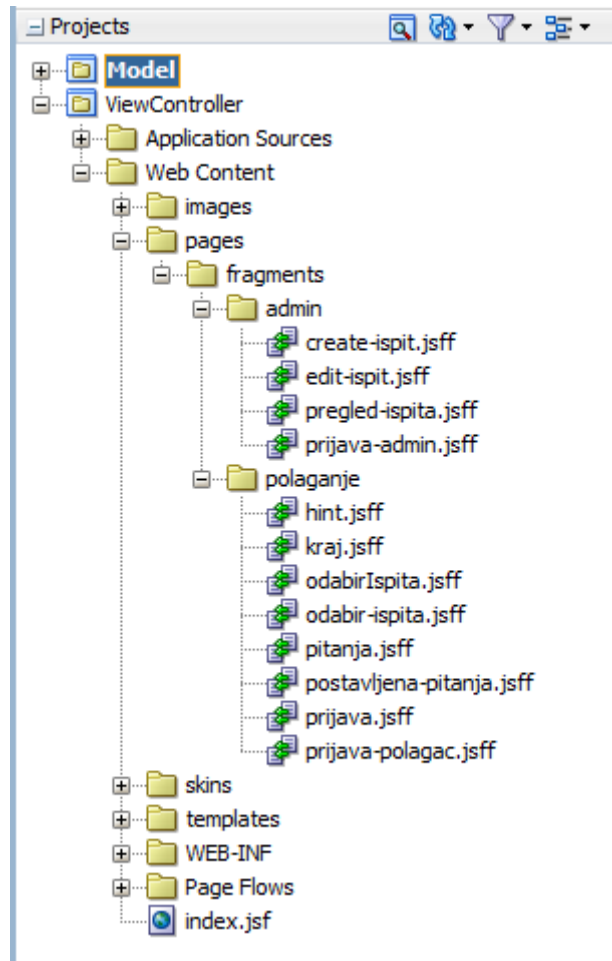 Projects
Model
ViewController
Application Sources
Web Content
images
pages
fragments
admin
create-ispit.jsff
edit-ispit.jsff
pregled-ispita.jsff
prijava-admin.jsff
polaganje
hint.jsff
kraj.jsff
odabirIspita.jsff
odabir-ispita.jsff
pitanja.jsff
postavljena-pitanja.jsff
prijava.jsff
prijava-polagac.jsff
skins
templates
WEB-INF
Page Flows
index.jsf